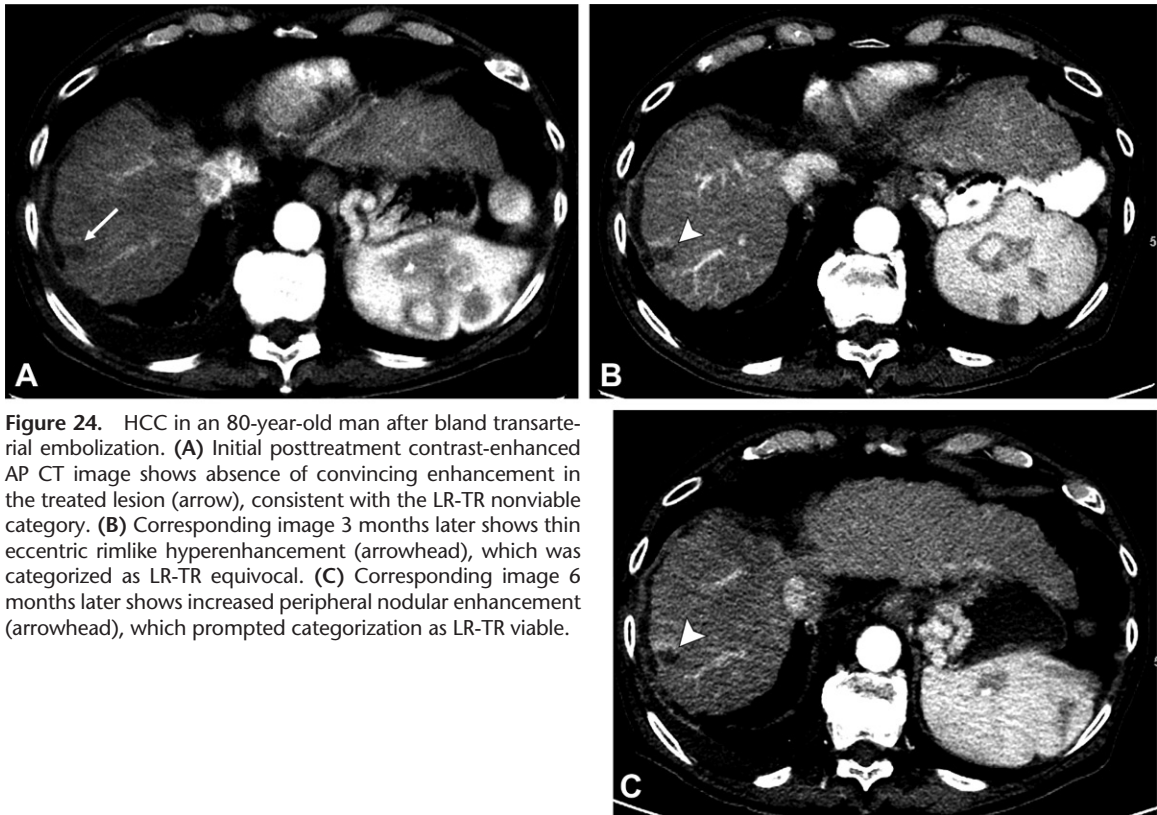 A
B
5
Figure 24. HCC in an 80-year-old man after bland transarte-
rial embolization. (A) Initial posttreatment contrast-enhanced
AP CT image shows absence of convincing enhancement in
the treated lesion (arrow), consistent with the LR-TR nonviable
category. (B) Corresponding image 3 months later shows thin
eccentric rimlike hyperenhancement (arrowhead), which was
categorized as LR-TR equivocal. (C) Corresponding image 6
months later shows increased peripheral nodular enhancement
(arrowhead), which prompted categorization as LR-TR viable.
C
5